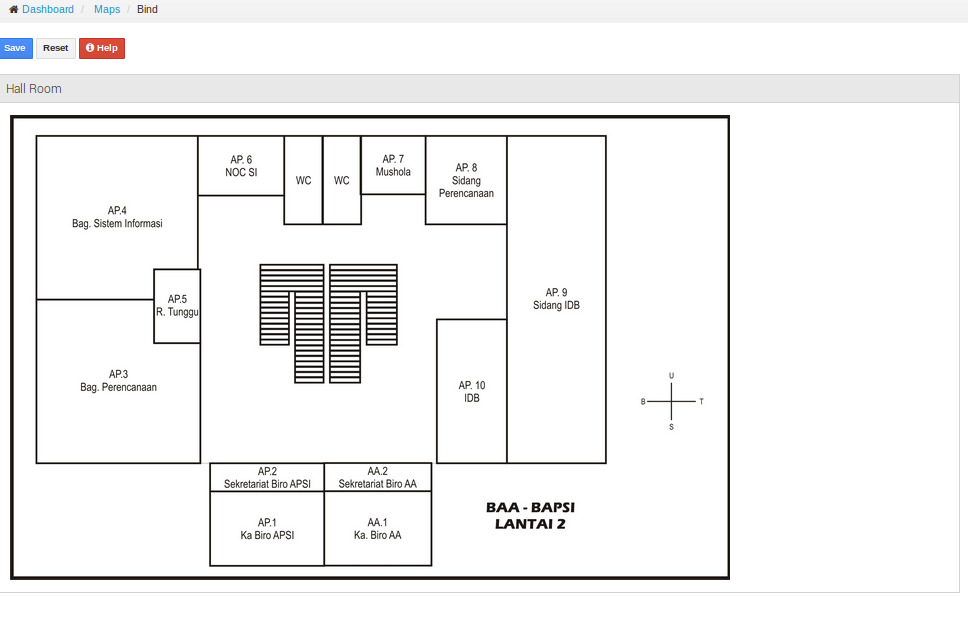 Dashboard / Maps / Bind
Save Reset Help
Hall Room
AP. 6
NOC SI
WC
WC
AP. 7
Mushola
AP. 8
Sidang
Perencanaan
AP.4
Bag. Sistem Informasi
AP.5
R. Tunggu
AP. 9
Sidang IDB
AP.3
Bag. Perencanaan
AP. 10
IDB
U
B
T
S
AP.2
Sekretariat Biro APSI
AA.2
Sekretariat Biro AA
AP.1
Ka Biro APSI
AA.1
Ka. Biro AA
BAA - BAPSI
LANTAI 2